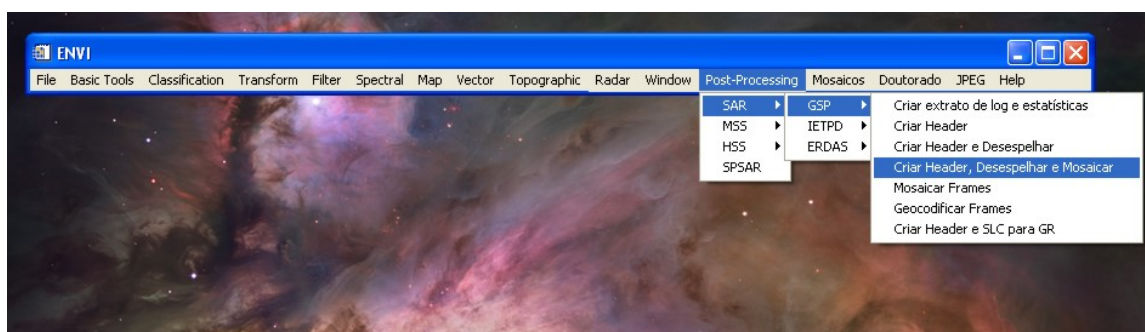 ENVI
File Basic Tools Classification Transform Filter Spectral Map Vector Topographic Radar Window Post-Processing Mosaicos Doutorado JPEG Help
SAR
MSS
HSS
SPSAR
GSP
IETPD
ERDAS
Criar extrato de log e estatísticas
Criar Header
Criar Header e Desespelhar
Criar Header, Desespelhar e Mosaicar
Mosaicar Frames
Geocodificar Frames
Criar Header e SLC para GR